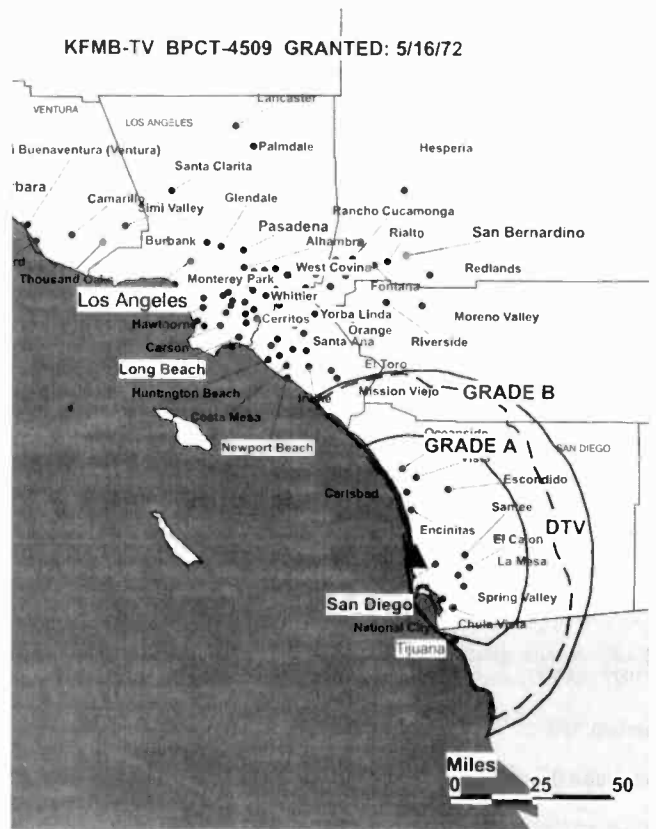 KFMB-TV BPCT-4509 GRANTED: 5/16/72
Lancaster
VENTURA
LOS ANGELES
Buenaventura (Ventura)
Palmdale
Hesperia
Santa Clarita
Camarillo
Simi Valley
Glendale
Rancho Cucamonga
Pasadena
Rialto
San Bernardino
Burbank
Alhambra
Thousand Oaks
Monterey Park
West Covina
Redlands
Fontana
Los Angeles
Whittier
Hawthorne
Cerritos
Yorba Linda
Moreno Valley
Orange
Carson
Santa Ana
Riverside
Long Beach
El Toro
Huntington Beach
Mission Viejo
GRADE B
Costa Mesa
Irvine
Newport Beach
Oceanside
GRADE A
SAN DIEGO
Vista
Carlsbad
Escondido
Santee
Encinitas
El Cajon
DTV
La Mesa
San Diego
Spring Valley
National City
Chula Vista
Tijuana
Miles
0 25 50